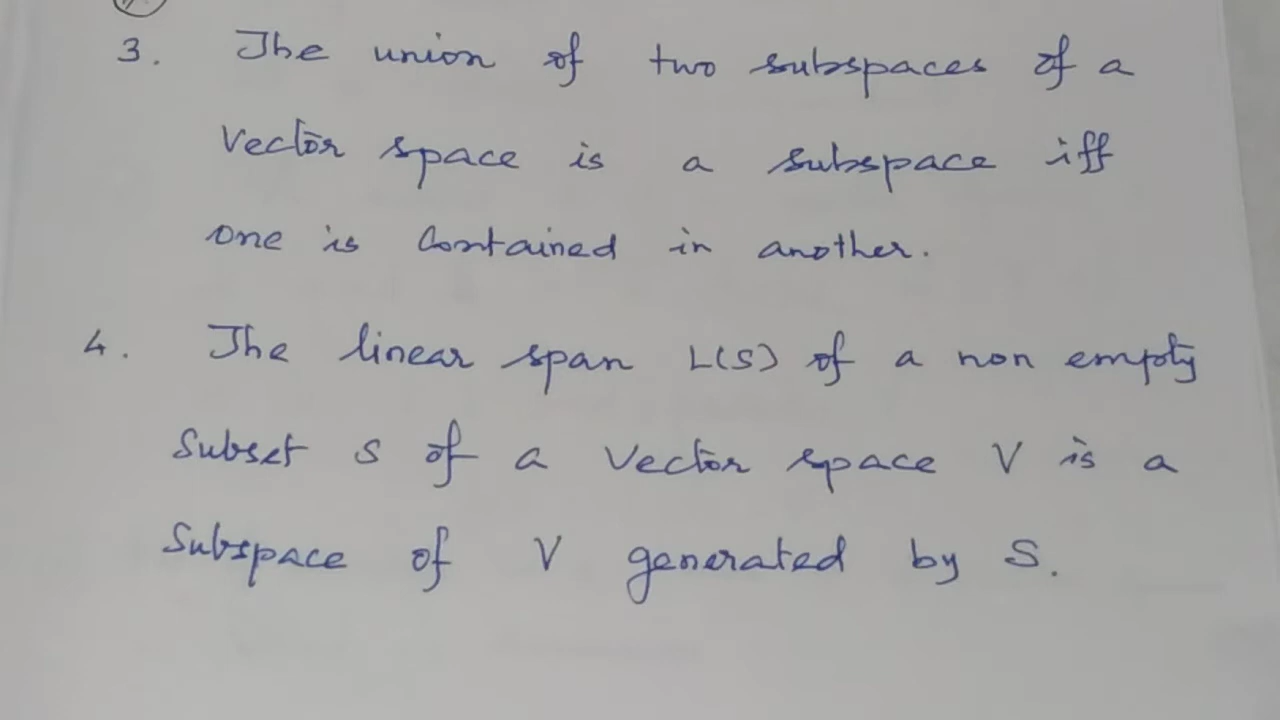 3. The union of two subspaces of a
Vector space is a subspace iff
one is Contained in another.
4. The linear span L(S) of a non empty
Subset S of a Vector space V is a
Subspace of V generated by S.